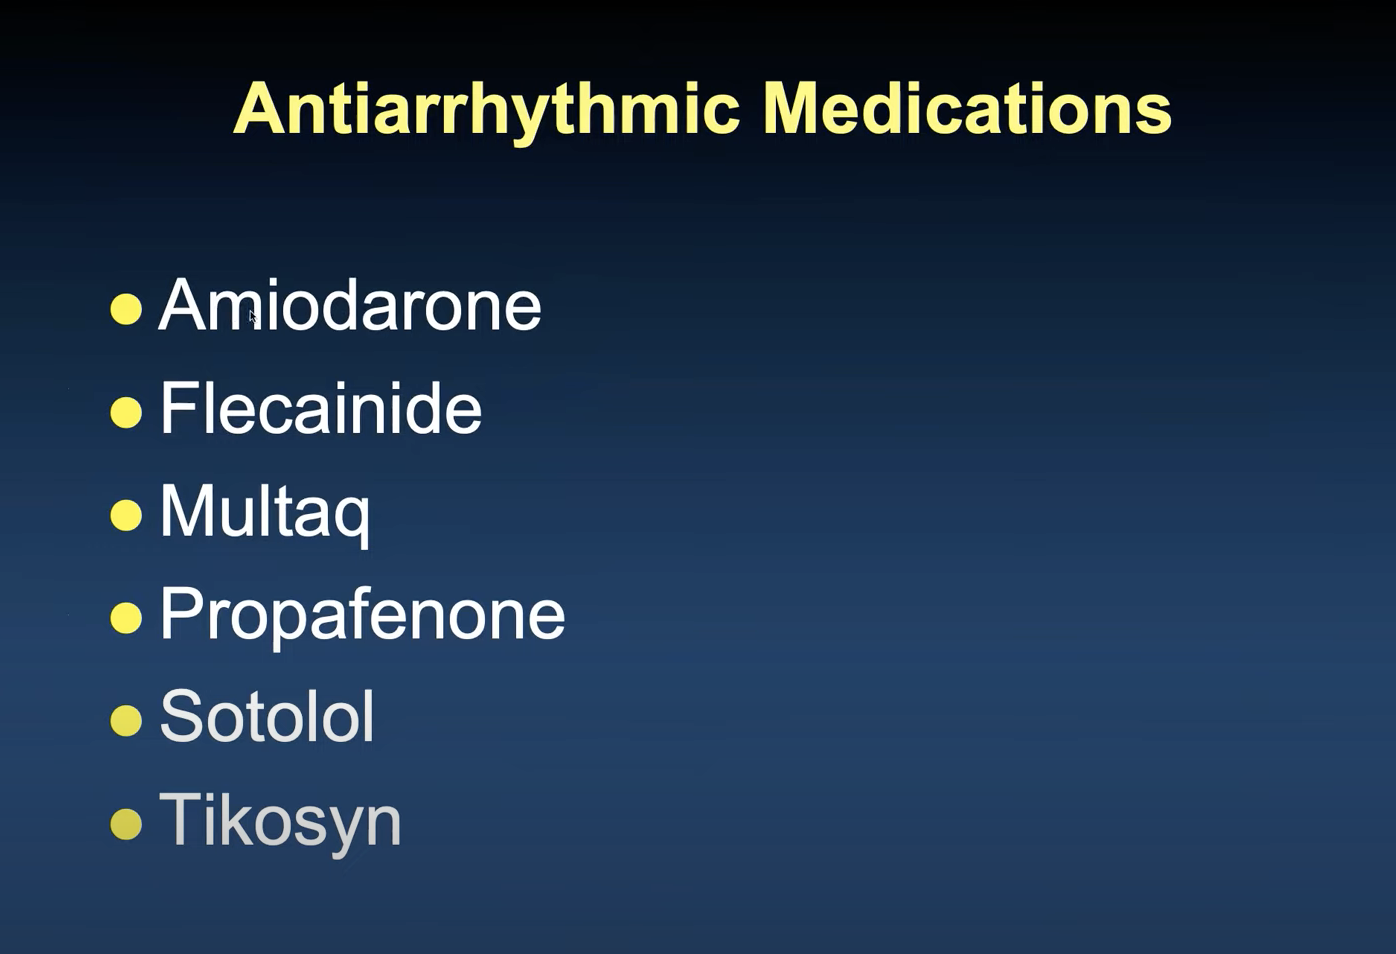 Antiarrhythmic Medications
Amiodarone
Flecainide
Multaq
Propafenone
Sotolol
Tikosyn